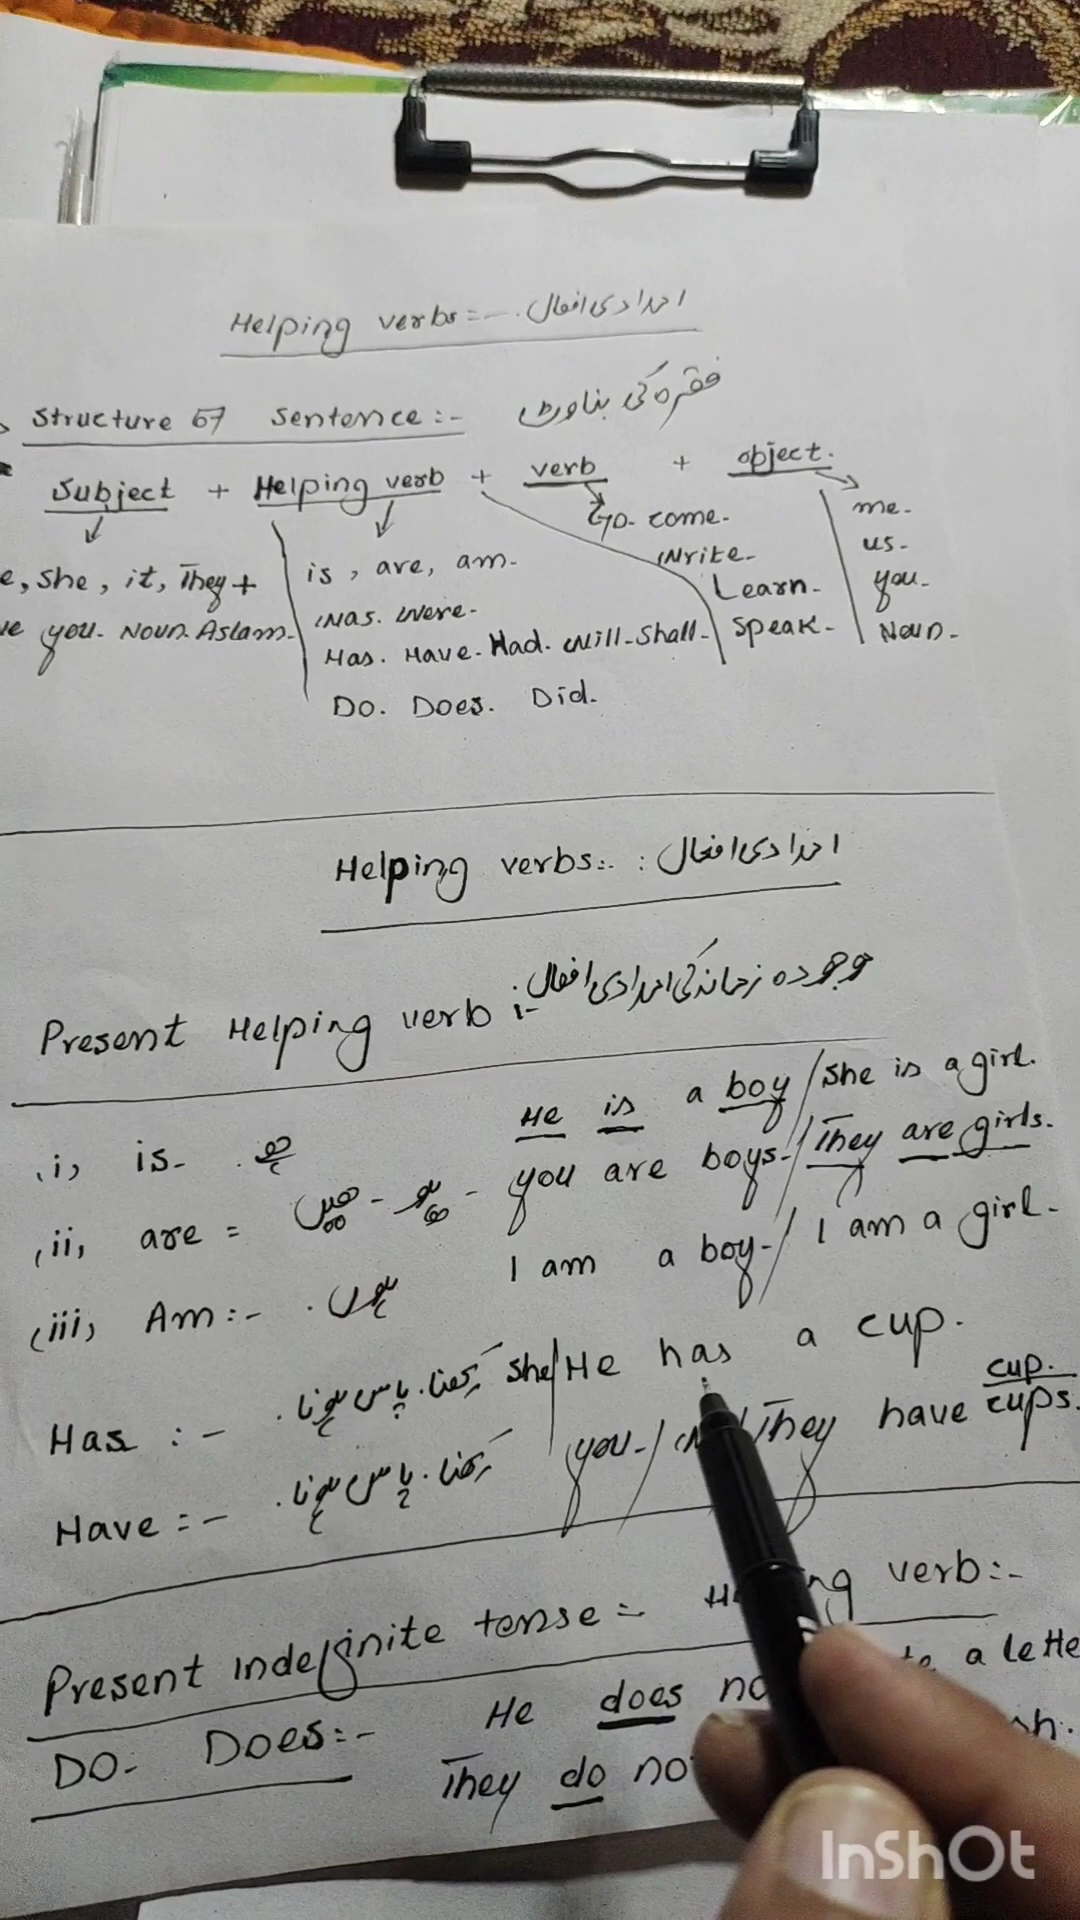 Helping verbs:- امدادی افعال
Structure of Sentence:- فقرہ کی بناوٹ
Subject + Helping verb + verb + object.
Go. come. me.
is, are, am. write. us.
e, she, it, They + Learn. you.
you. Noun. Aslam. was. were. speak. Noun.
Has. Have. Had. will. shall.
Do. Does. Did.
Helping verbs:- امدادی افعال
Present Helping verb :- موجودہ زمانہ کی امدادی افعال
(i) is- ہے He is a boy / She is a girl.
(ii) are = ہیں - ہو - you are boys- / They are girls.
(iii) Am:- ہوں. I am a boy- / I am a girl-
Has :- رکھنا. پاس ہونا. She/He has a cup.
Have :- رکھنا. پاس ہونا. you- / They have cup. cups.
Present indefinite tense = verb:-
DO. DOES:- He does a
They do
InShOt